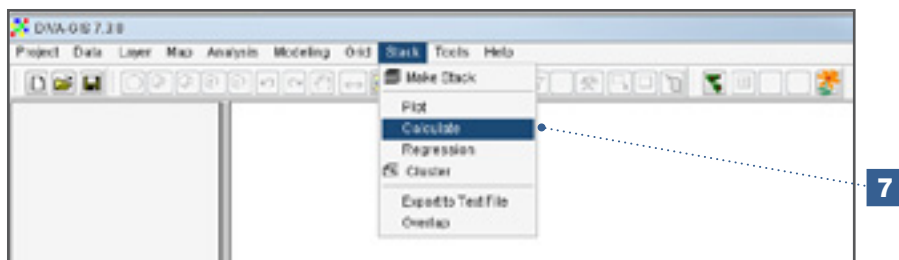 DIVA-GIS 7.3.0
Project Data Layer Map Analysis Modeling Grid Stack Tools Help
Make Stack
Plot
Calculate
Regression
Cluster
Export to Text File
Overlap
7